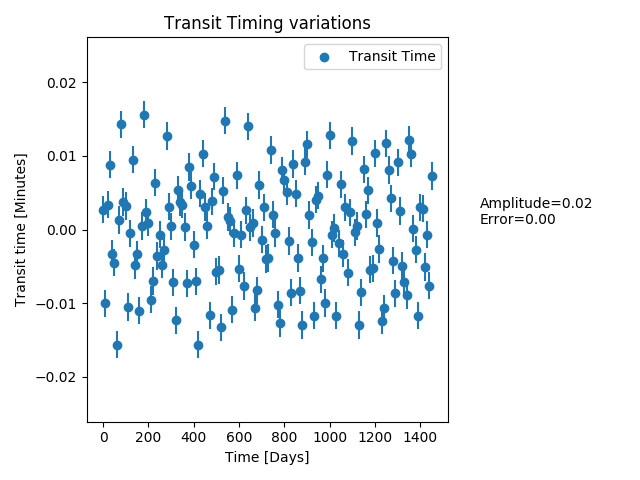 Transit Timing variations
Transit Time
0.02
0.01
0.00
−0.01
−0.02
Transit time [Minutes]
0 200 400 600 800 1000 1200 1400
Time [Days]
Amplitude=0.02
Error=0.00